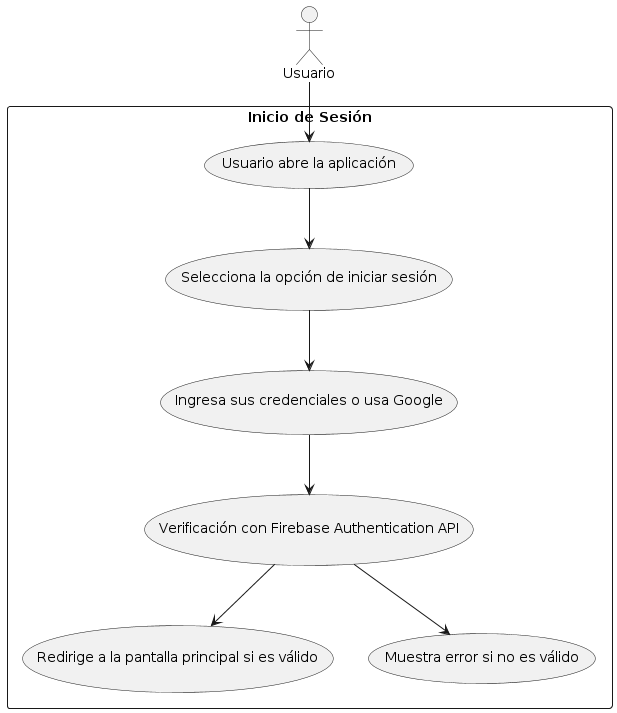 Usuario
Inicio de Sesión
Usuario abre la aplicación
Selecciona la opción de iniciar sesión
Ingresa sus credenciales o usa Google
Verificación con Firebase Authentication API
Redirige a la pantalla principal si es válido
Muestra error si no es válido